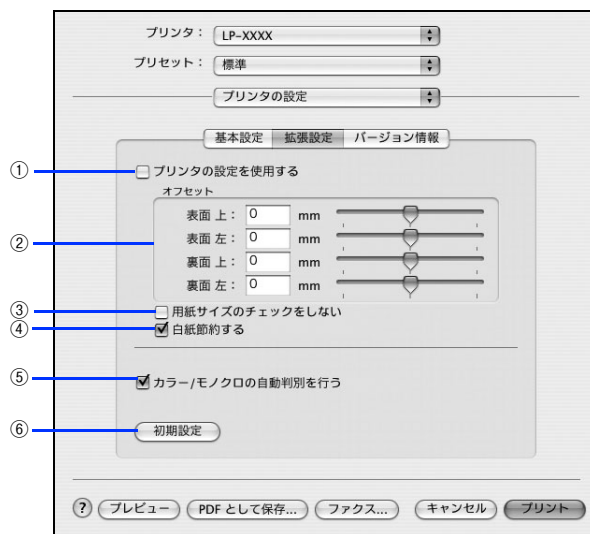 プリンタ： LP-XXXX
プリセット： 標準
プリンタの設定
基本設定 拡張設定 バージョン情報
① プリンタの設定を使用する
オフセット
表面 上： 0 mm
② 表面 左： 0 mm
裏面 上： 0 mm
裏面 左： 0 mm
③ 用紙サイズのチェックをしない
④ 白紙節約する
⑤ カラー/モノクロの自動判別を行う
⑥ 初期設定
? プレビュー PDF として保存... ファクス... キャンセル プリント